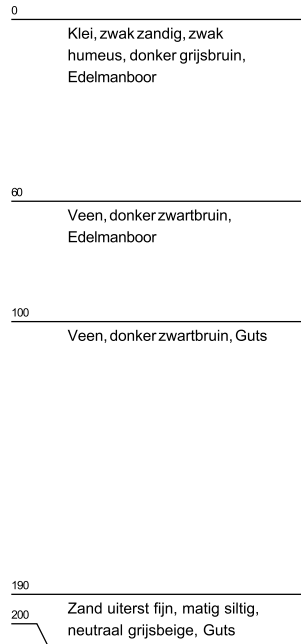 0
Klei, zwak zandig, zwak
humeus, donker grijsbruin,
Edelmanboor
60
Veen, donker zwartbruin,
Edelmanboor
100
Veen, donker zwartbruin, Guts
190
200
Zand uiterst fijn, matig siltig,
neutraal grijsbeige, Guts